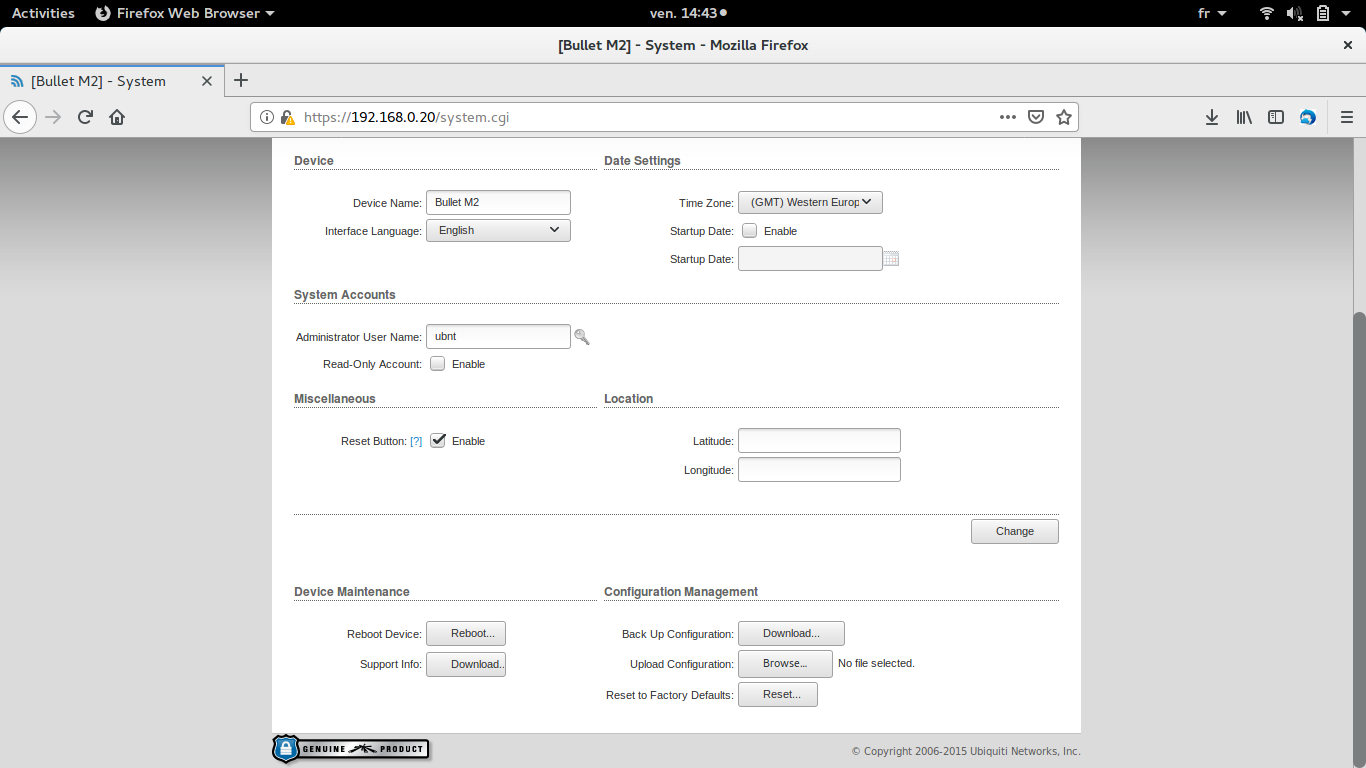 Activities Firefox Web Browser ven. 14:43 fr
[Bullet M2] - System - Mozilla Firefox
[Bullet M2] - System
https://192.168.0.20/system.cgi
Device Date Settings
Device Name: Bullet M2 Time Zone: (GMT) Western Europ
Interface Language: English Startup Date: Enable
Startup Date:
System Accounts
Administrator User Name: ubnt
Read-Only Account: Enable
Miscellaneous Location
Reset Button: [?] Enable Latitude:
Longitude:
Change
Device Maintenance Configuration Management
Reboot Device: Reboot... Back Up Configuration: Download...
Support Info: Download.. Upload Configuration: Browse... No file selected.
Reset to Factory Defaults: Reset...
GENUINE PRODUCT © Copyright 2006-2015 Ubiquiti Networks, Inc.